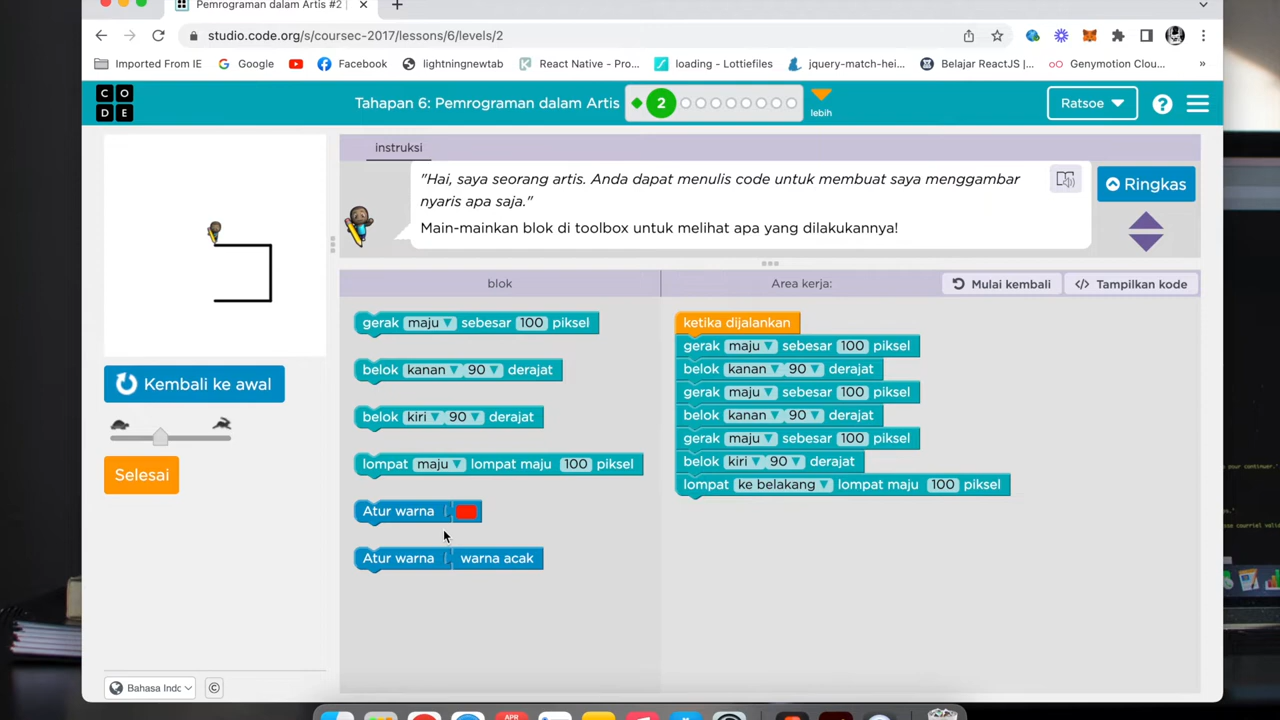 Pemrograman dalam Artis #2
studio.code.org/s/coursec-2017/lessons/6/levels/2
Imported From IE
Google
Facebook
lightningnewtab
React Native - Pro...
loading - Lottiefiles
jquery-match-hei...
Belajar ReactJS |...
Genymotion Clou...
»
C O
D E
Tahapan 6: Pemrograman dalam Artis
2
lebih
Ratsoe
?
instruksi
"Hai, saya seorang artis. Anda dapat menulis code untuk membuat saya menggambar
nyaris apa saja."
Main-mainkan blok di toolbox untuk melihat apa yang dilakukannya!
Ringkas
blok
Area kerja:
Mulai kembali
</> Tampilkan kode
gerak maju sebesar 100 piksel
belok kanan 90 derajat
belok kiri 90 derajat
lompat maju lompat maju 100 piksel
Atur warna
Atur warna warna acak
ketika dijalankan
gerak maju sebesar 100 piksel
belok kanan 90 derajat
gerak maju sebesar 100 piksel
belok kanan 90 derajat
gerak maju sebesar 100 piksel
belok kiri 90 derajat
lompat ke belakang lompat maju 100 piksel
Kembali ke awal
Selesai
Bahasa Indc
©
APR